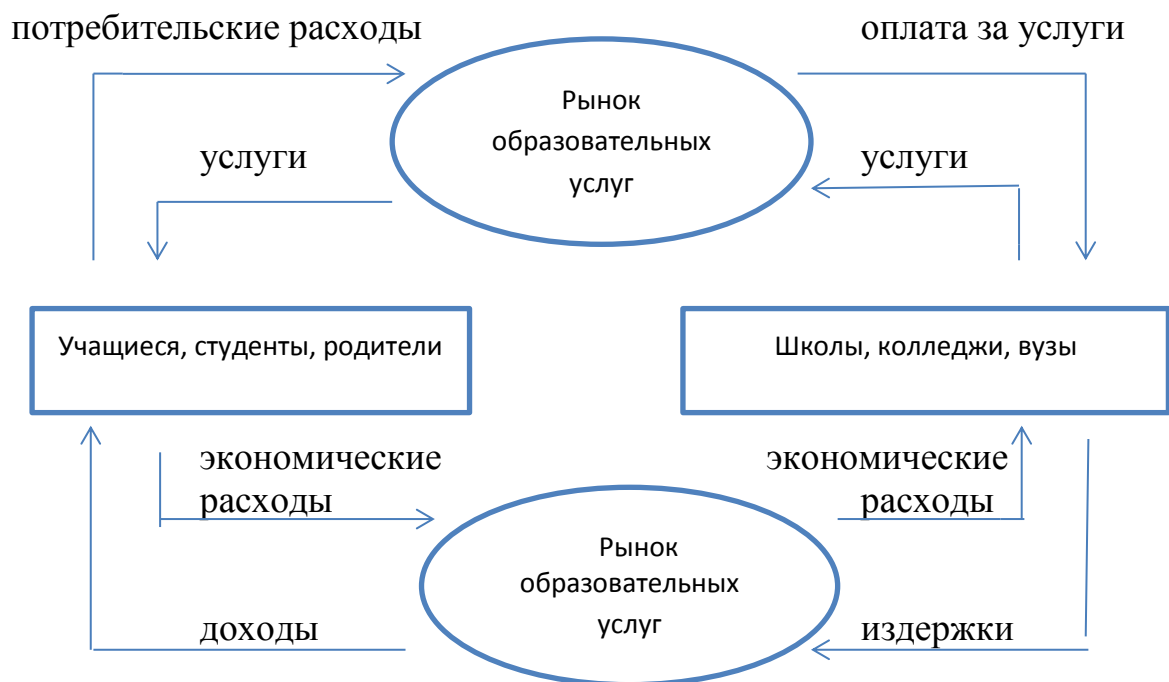 потребительские расходы
оплата за услуги
Рынок
образовательных
услуг
услуги
услуги
Учащиеся, студенты, родители
Школы, колледжи, вузы
экономические
расходы
экономические
расходы
Рынок
образовательных
услуг
доходы
издержки